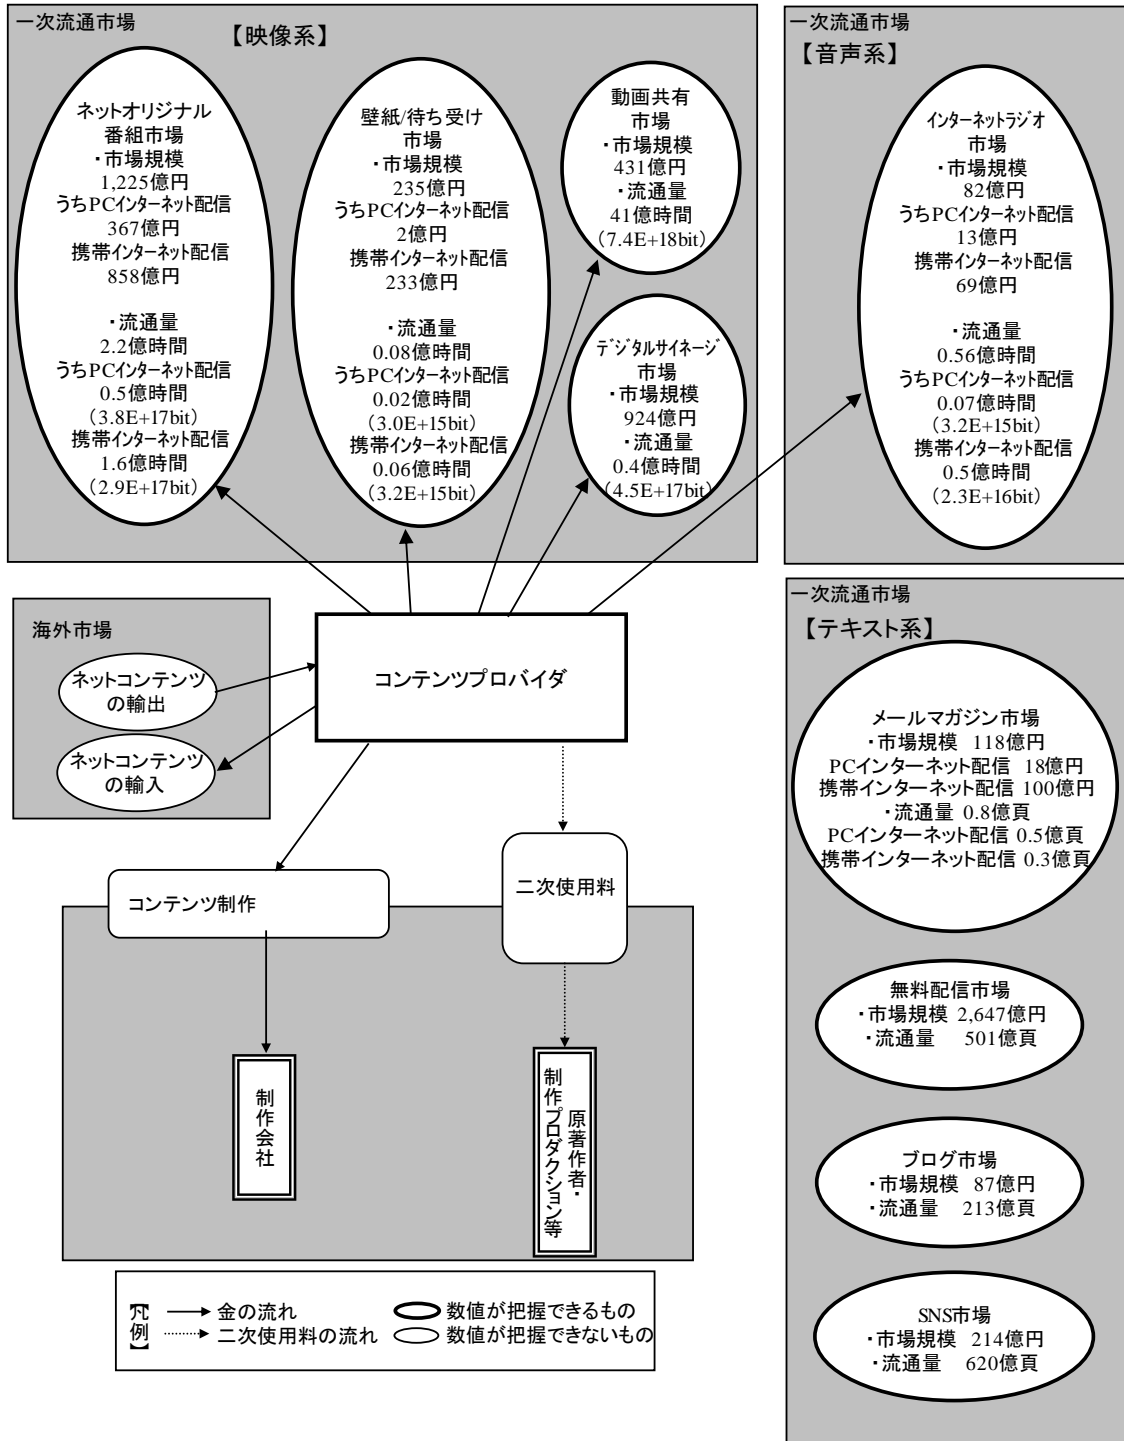 一次流通市場
【映像系】
ネットオリジナル
番組市場
・市場規模
1,225億円
うちPCインターネット配信
367億円
携帯インターネット配信
858億円
・流通量
2.2億時間
うちPCインターネット配信
0.5億時間
(3.8E+17bit)
携帯インターネット配信
1.6億時間
(2.9E+17bit)
壁紙/待ち受け
市場
・市場規模
235億円
うちPCインターネット配信
2億円
携帯インターネット配信
233億円
・流通量
0.08億時間
うちPCインターネット配信
0.02億時間
(3.0E+15bit)
携帯インターネット配信
0.06億時間
(3.2E+15bit)
動画共有
市場
・市場規模
431億円
・流通量
41億時間
(7.4E+18bit)
デジタルサイネージ
市場
・市場規模
924億円
・流通量
0.4億時間
(4.5E+17bit)
一次流通市場
【音声系】
インターネットラジオ
市場
・市場規模
82億円
うちPCインターネット配信
13億円
携帯インターネット配信
69億円
・流通量
0.56億時間
うちPCインターネット配信
0.07億時間
(3.2E+15bit)
携帯インターネット配信
0.5億時間
(2.3E+16bit)
海外市場
ネットコンテンツ
の輸出
ネットコンテンツ
の輸入
コンテンツプロバイダ
コンテンツ制作
二次使用料
制作会社
原著作者・
制作プロダクション等
一次流通市場
【テキスト系】
メールマガジン市場
・市場規模 118億円
PCインターネット配信 18億円
携帯インターネット配信 100億円
・流通量 0.8億頁
PCインターネット配信 0.5億頁
携帯インターネット配信 0.3億頁
無料配信市場
・市場規模 2,647億円
・流通量 501億頁
ブログ市場
・市場規模 87億円
・流通量 213億頁
SNS市場
・市場規模 214億円
・流通量 620億頁
【凡例】
金の流れ
二次使用料の流れ
数値が把握できるもの
数値が把握できないもの